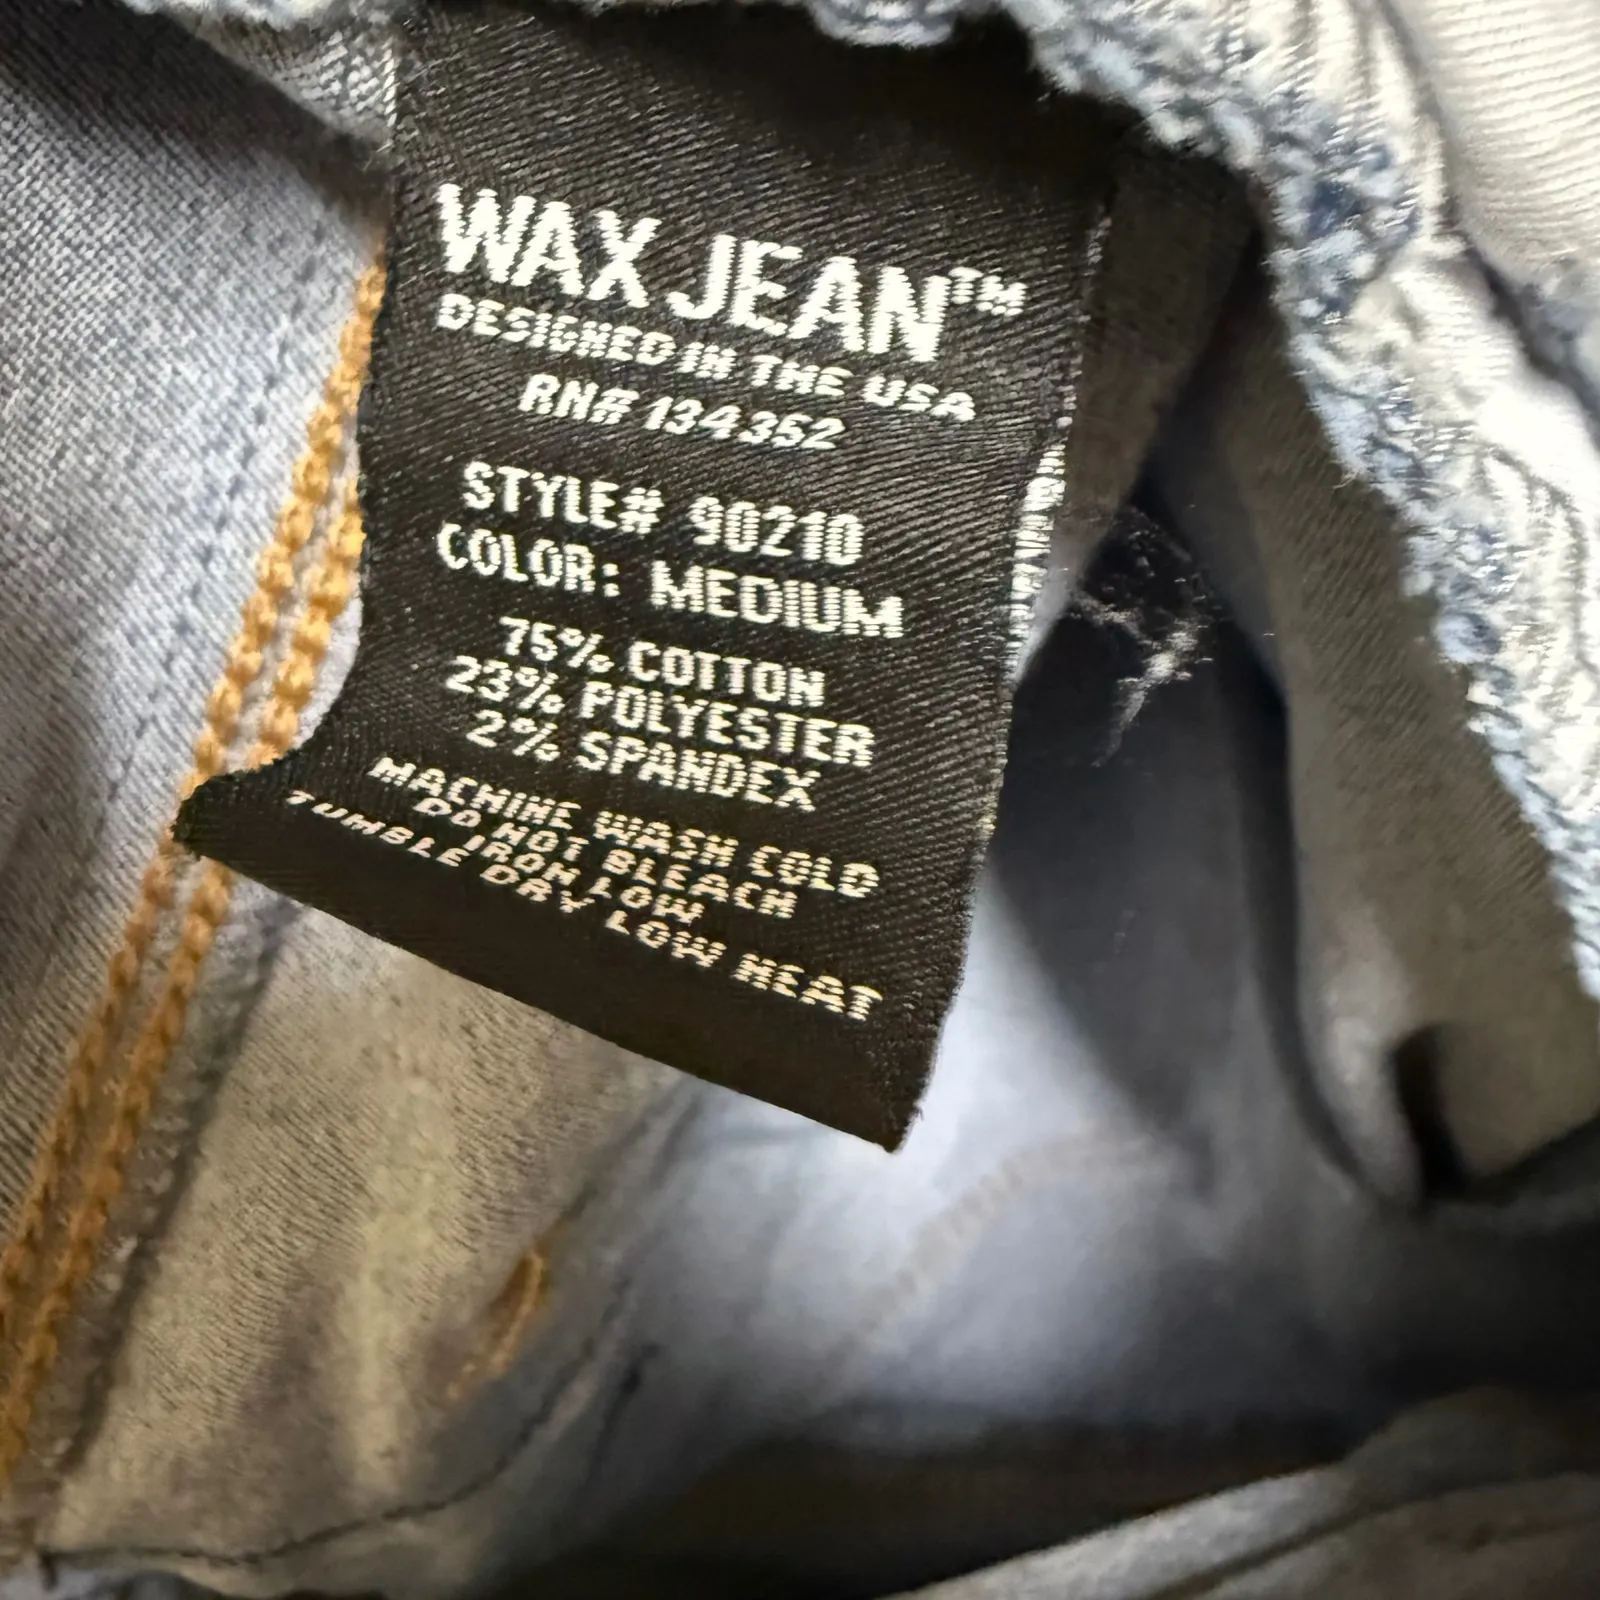 WAX JEAN™
DESIGNED IN THE USA
RN# 134352
STYLE# 90210
COLOR: MEDIUM
75% COTTON
23% POLYESTER
2% SPANDEX
MACHINE WASH COLD
DO NOT BLEACH
IRON LOW
TUMBLE DRY LOW HEAT